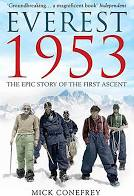 'Groundbreaking... a magnificent book' Independent
EVEREST
1953
THE EPIC STORY OF THE FIRST ASCENT
MICK CONEFREY